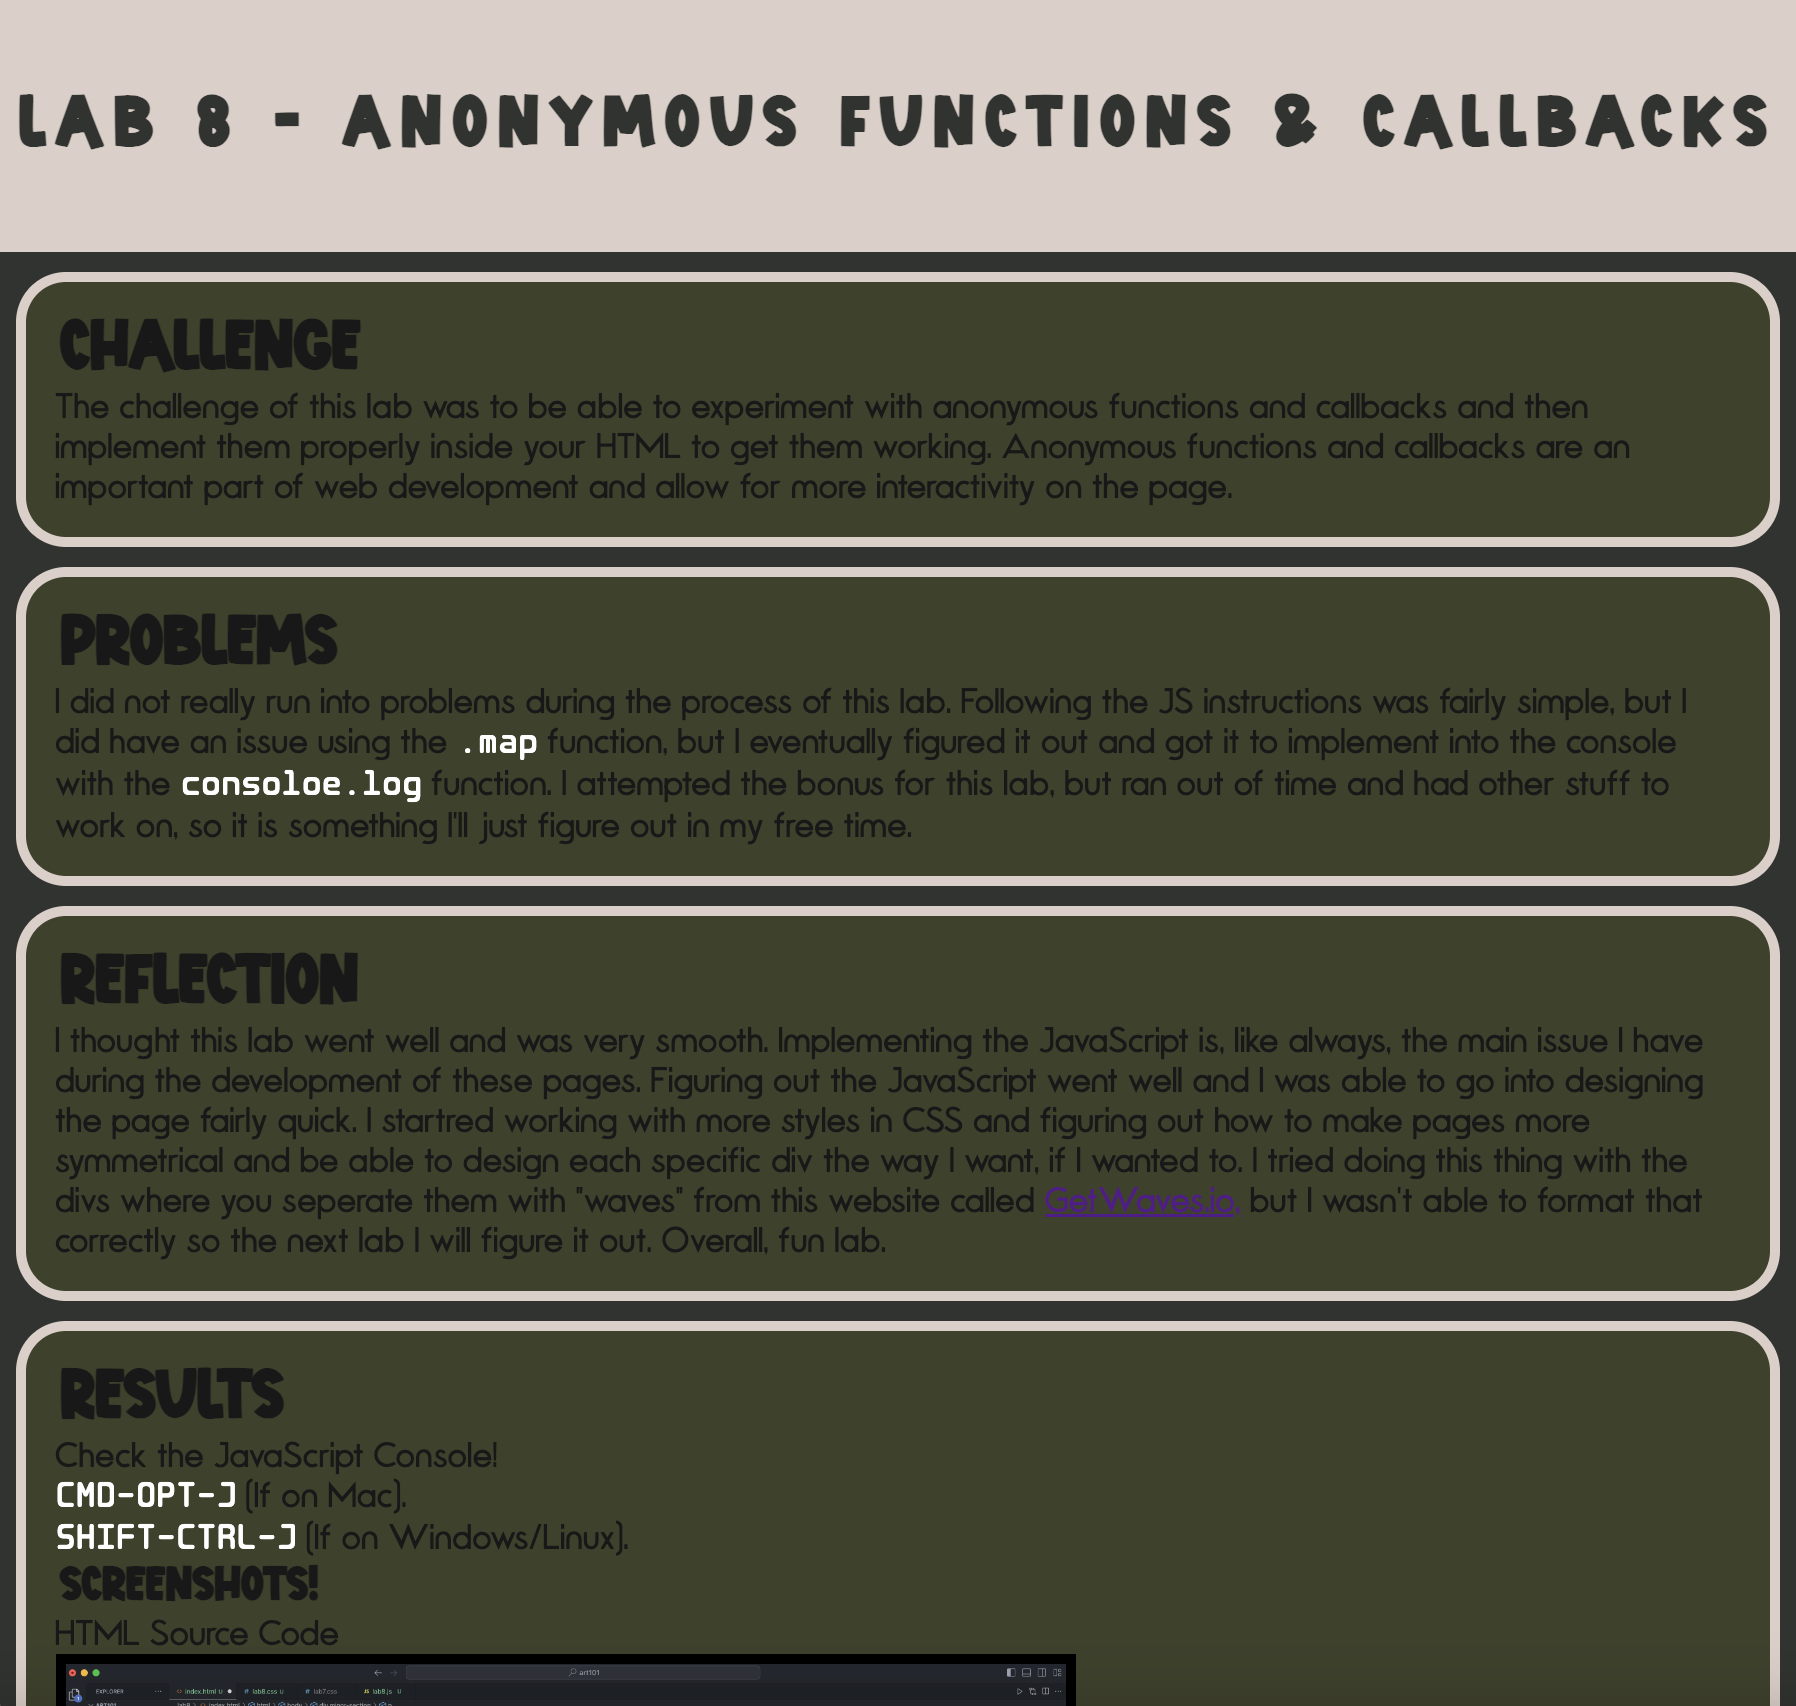 LAB 8 - ANONYMOUS FUNCTIONS & CALLBACKS
CHALLENGE
The challenge of this lab was to be able to experiment with anonymous functions and callbacks and then
implement them properly inside your HTML to get them working. Anonymous functions and callbacks are an
important part of web development and allow for more interactivity on the page.
PROBLEMS
I did not really run into problems during the process of this lab. Following the JS instructions was fairly simple, but I
did have an issue using the .map function, but I eventually figured it out and got it to implement into the console
with the consoloe.log function. I attempted the bonus for this lab, but ran out of time and had other stuff to
work on, so it is something I'll just figure out in my free time.
REFLECTION
I thought this lab went well and was very smooth. Implementing the JavaScript is, like always, the main issue I have
during the development of these pages. Figuring out the JavaScript went well and I was able to go into designing
the page fairly quick. I startred working with more styles in CSS and figuring out how to make pages more
symmetrical and be able to design each specific div the way I want, if I wanted to. I tried doing this thing with the
divs where you seperate them with "waves" from this website called GetWaves.io, but I wasn't able to format that
correctly so the next lab I will figure it out. Overall, fun lab.
RESULTS
Check the JavaScript Console!
CMD-OPT-J (If on Mac).
SHIFT-CTRL-J (If on Windows/Linux).
SCREENSHOTS!
HTML Source Code
art101
EXPLORER ··· index.html U # lab8.css U # lab7.css JS lab8.js U